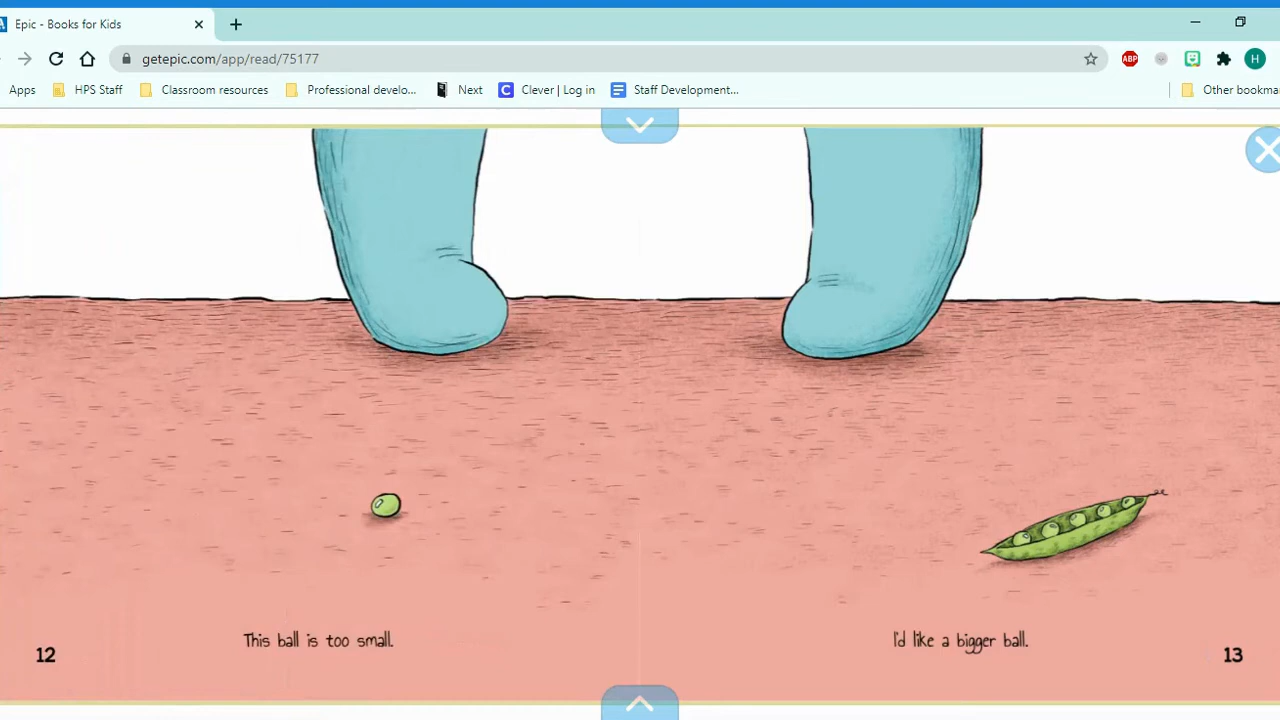 Epic - Books for Kids
getepic.com/app/read/75177
ABP
H
Apps
HPS Staff
Classroom resources
Professional develo...
Next
C
Clever | Log in
Staff Development...
Other bookma
This ball is too small.
I'd like a bigger ball.
12
13